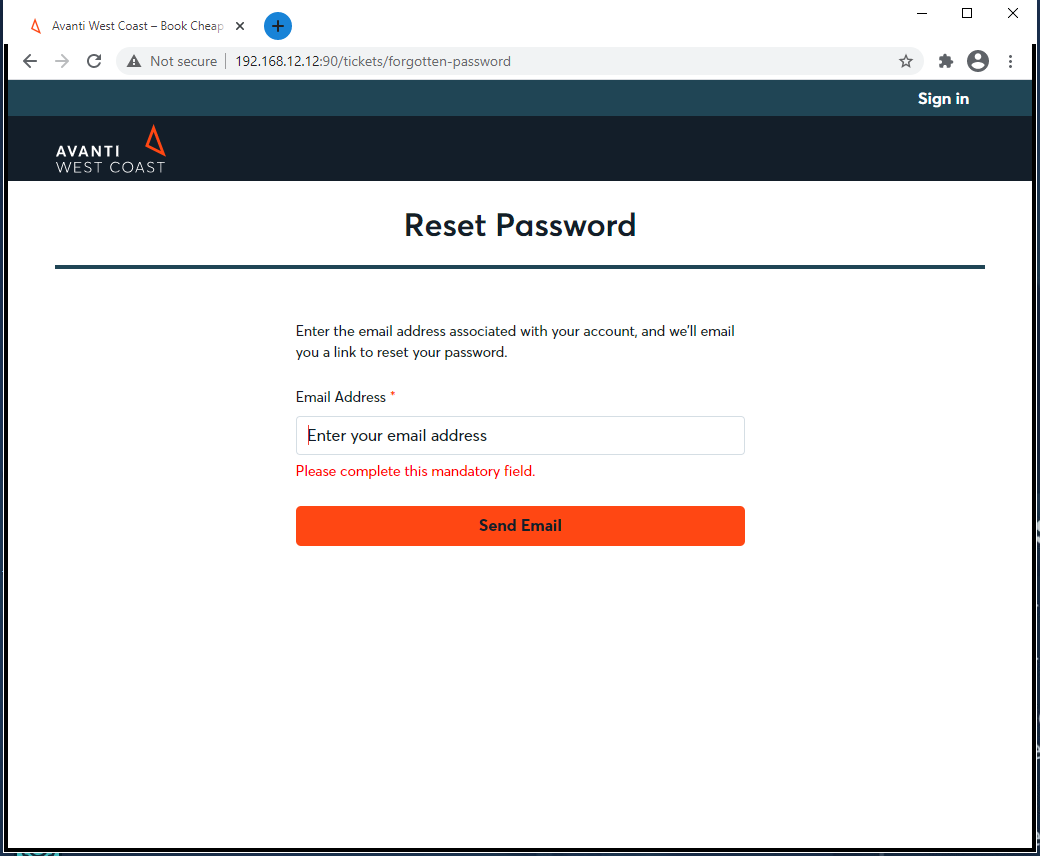 Avanti West Coast – Book Cheap
Not secure
192.168.12.12:90/tickets/forgotten-password
Sign in
AVANTI
WEST COAST
Reset Password
Enter the email address associated with your account, and we'll email
you a link to reset your password.
Email Address *
Enter your email address
Please complete this mandatory field.
Send Email